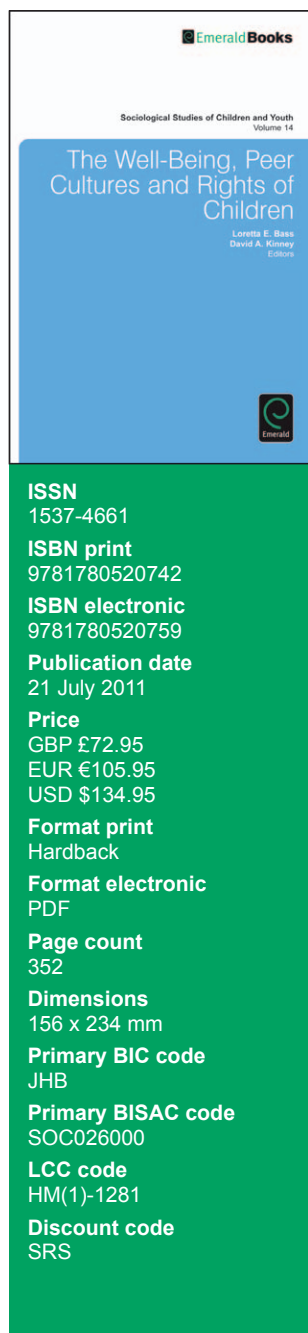 Emerald Books
Sociological Studies of Children and Youth
Volume 14
The Well-Being, Peer
Cultures and Rights of
Children
Loretta E. Bass
David A. Kinney
Editors
Emerald
ISSN
1537-4661
ISBN print
9781780520742
ISBN electronic
9781780520759
Publication date
21 July 2011
Price
GBP £72.95
EUR €105.95
USD $134.95
Format print
Hardback
Format electronic
PDF
Page count
352
Dimensions
156 x 234 mm
Primary BIC code
JHB
Primary BISAC code
SOC026000
LCC code
HM(1)-1281
Discount code
SRS